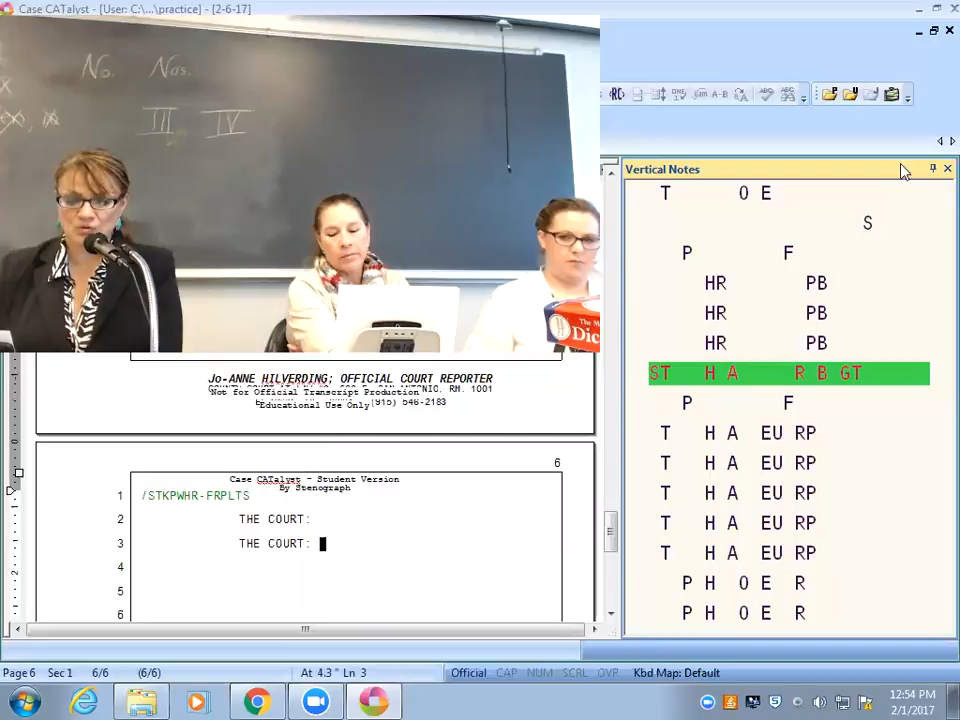 Case CATalyst - [User: C:\...\practice] - [2-6-17]
No. Nos.
III IV
Vertical Notes
T O E
S
P F
HR PB
HR PB
HR PB
ST H A R B GT
P F
T H A EU RP
T H A EU RP
T H A EU RP
T H A EU RP
T H A EU RP
P H O E R
P H O E R
Jo-ANNE HILVERDING; OFFICIAL COURT REPORTER
Not for Official Transcript Production
Educational Use Only (915) 546-2183
6
Case CATalyst - Student Version
By Stenograph
1 /STKPWHR-FRPLTS
2 THE COURT:
3 THE COURT:
4
5
6
Page 6 Sec 1 6/6 (6/6) At 4.3 " Ln 3 Official CAP NUM SCRL OVR Kbd Map: Default
12:54 PM
2/1/2017